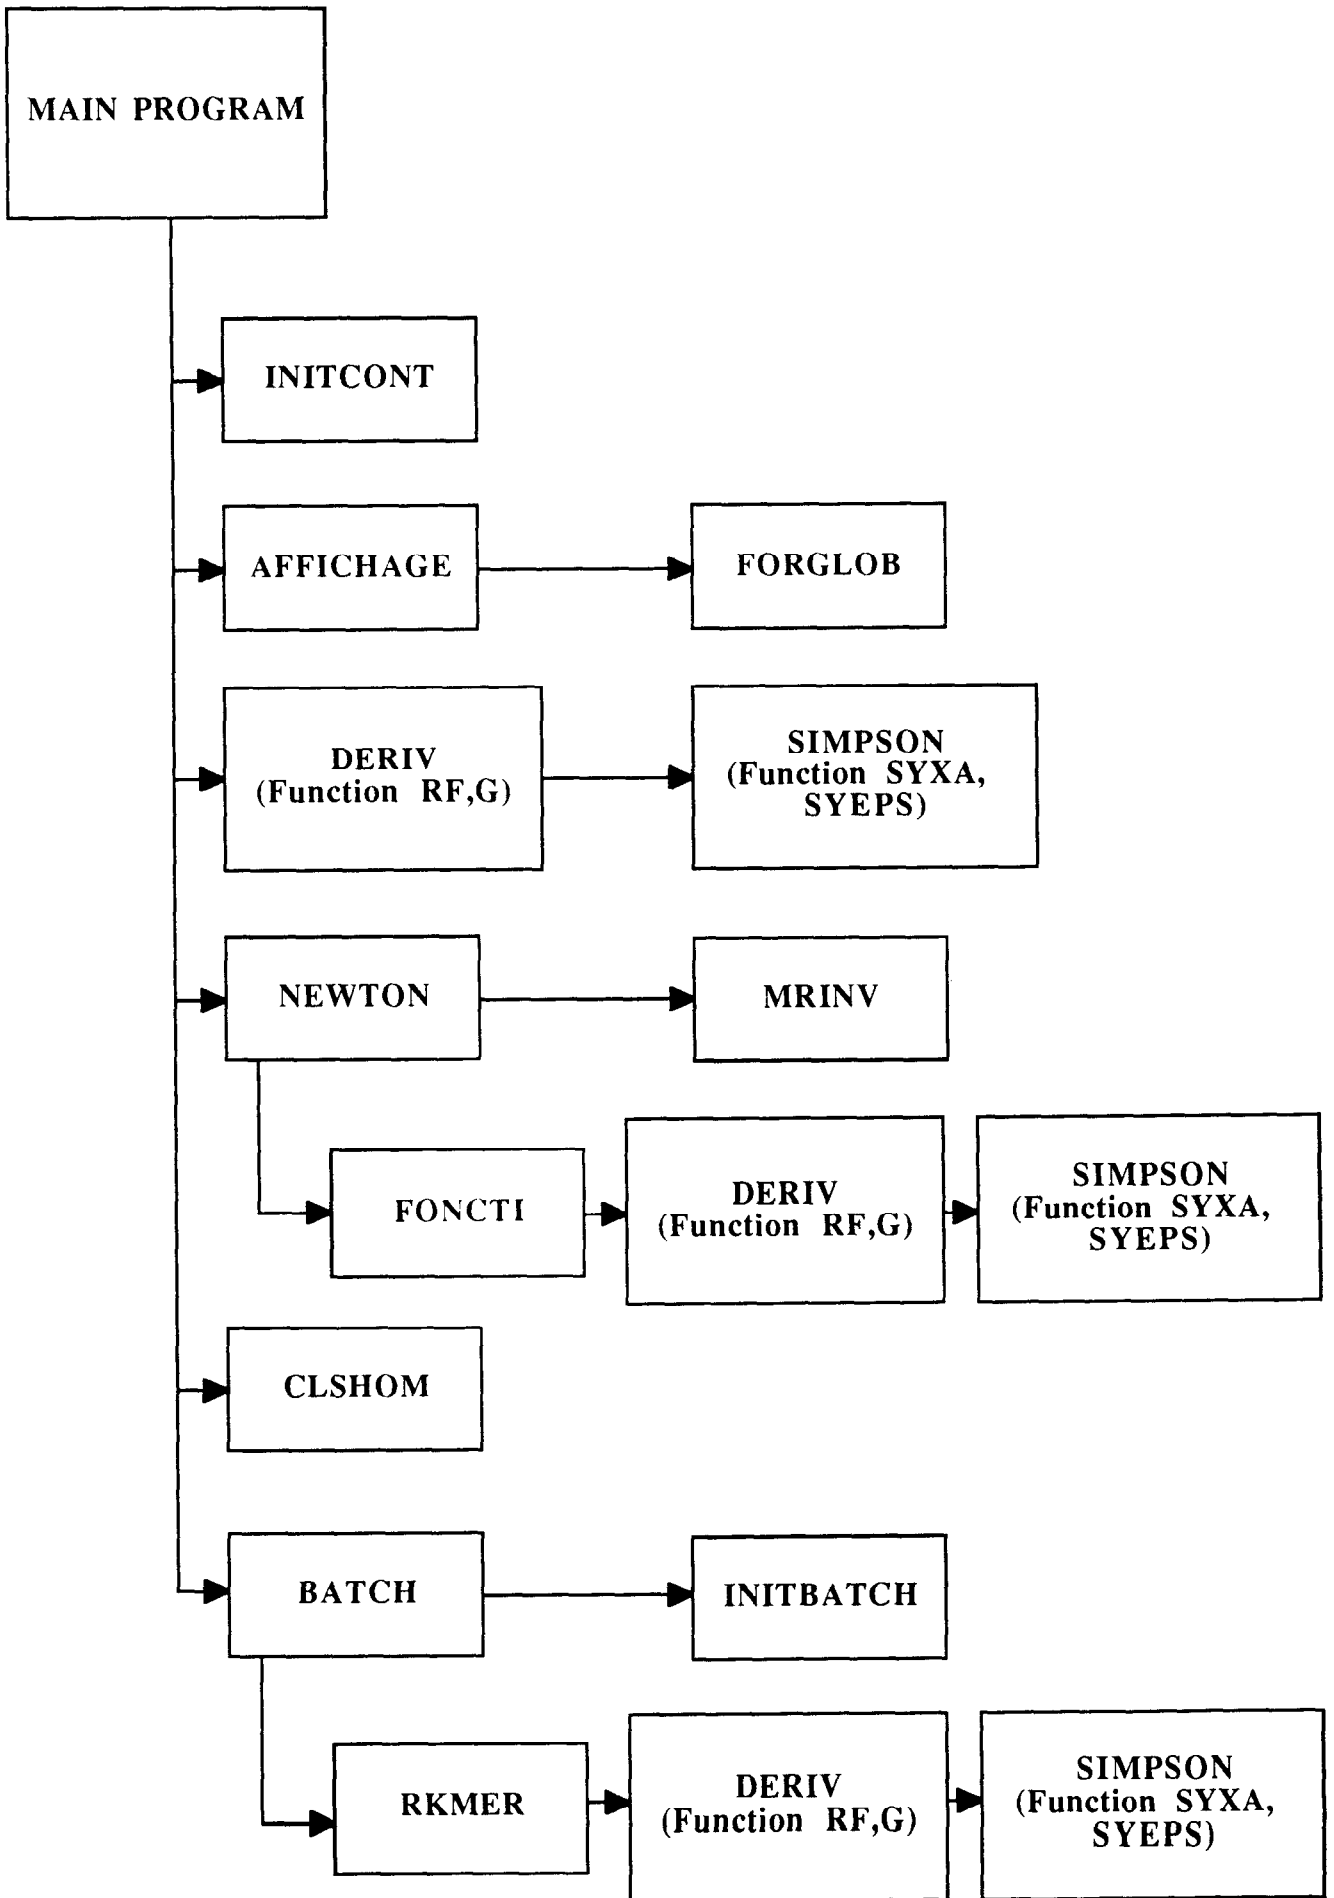 MAIN PROGRAM
INITCONT
AFFICHAGE
FORGLOB
DERIV
(Function RF,G)
SIMPSON
(Function SYXA,
SYEPS)
NEWTON
MRINV
FONCTI
DERIV
(Function RF,G)
SIMPSON
(Function SYXA,
SYEPS)
CLSHOM
BATCH
INITBATCH
RKMER
DERIV
(Function RF,G)
SIMPSON
(Function SYXA,
SYEPS)